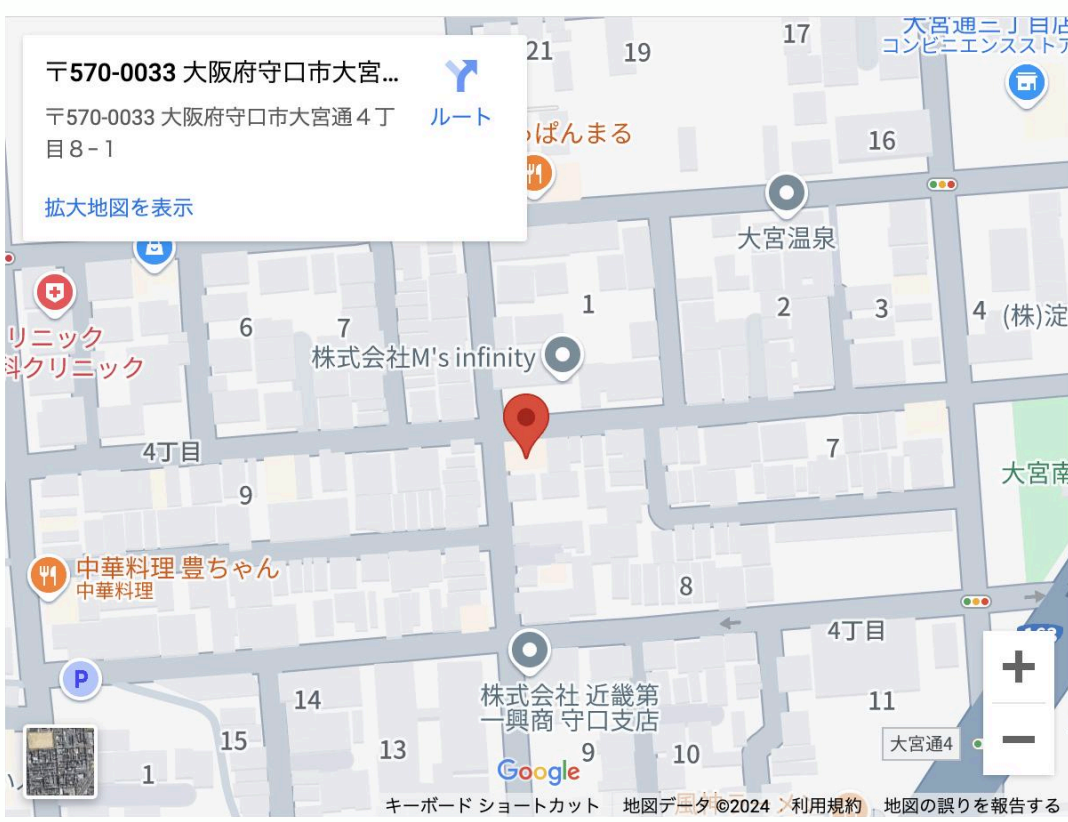 〒570-0033 大阪府守口市大宮...
〒570-0033 大阪府守口市大宮通４丁
目８−１
ルート
拡大地図を表示
21
19
17
コンビニエンスストア
ぱんまる
16
大宮温泉
1
2
3
4
(株)淀
6
7
株式会社M's infinity
リニック
科クリニック
4丁目
7
9
大宮南
中華料理 豊ちゃん
中華料理
8
4丁目
P
14
株式会社 近畿第
一興商 守口支店
11
15
13
9
10
大宮通4
1
+
−
Google
キーボード ショートカット
地図データ ©2024
利用規約
地図の誤りを報告する